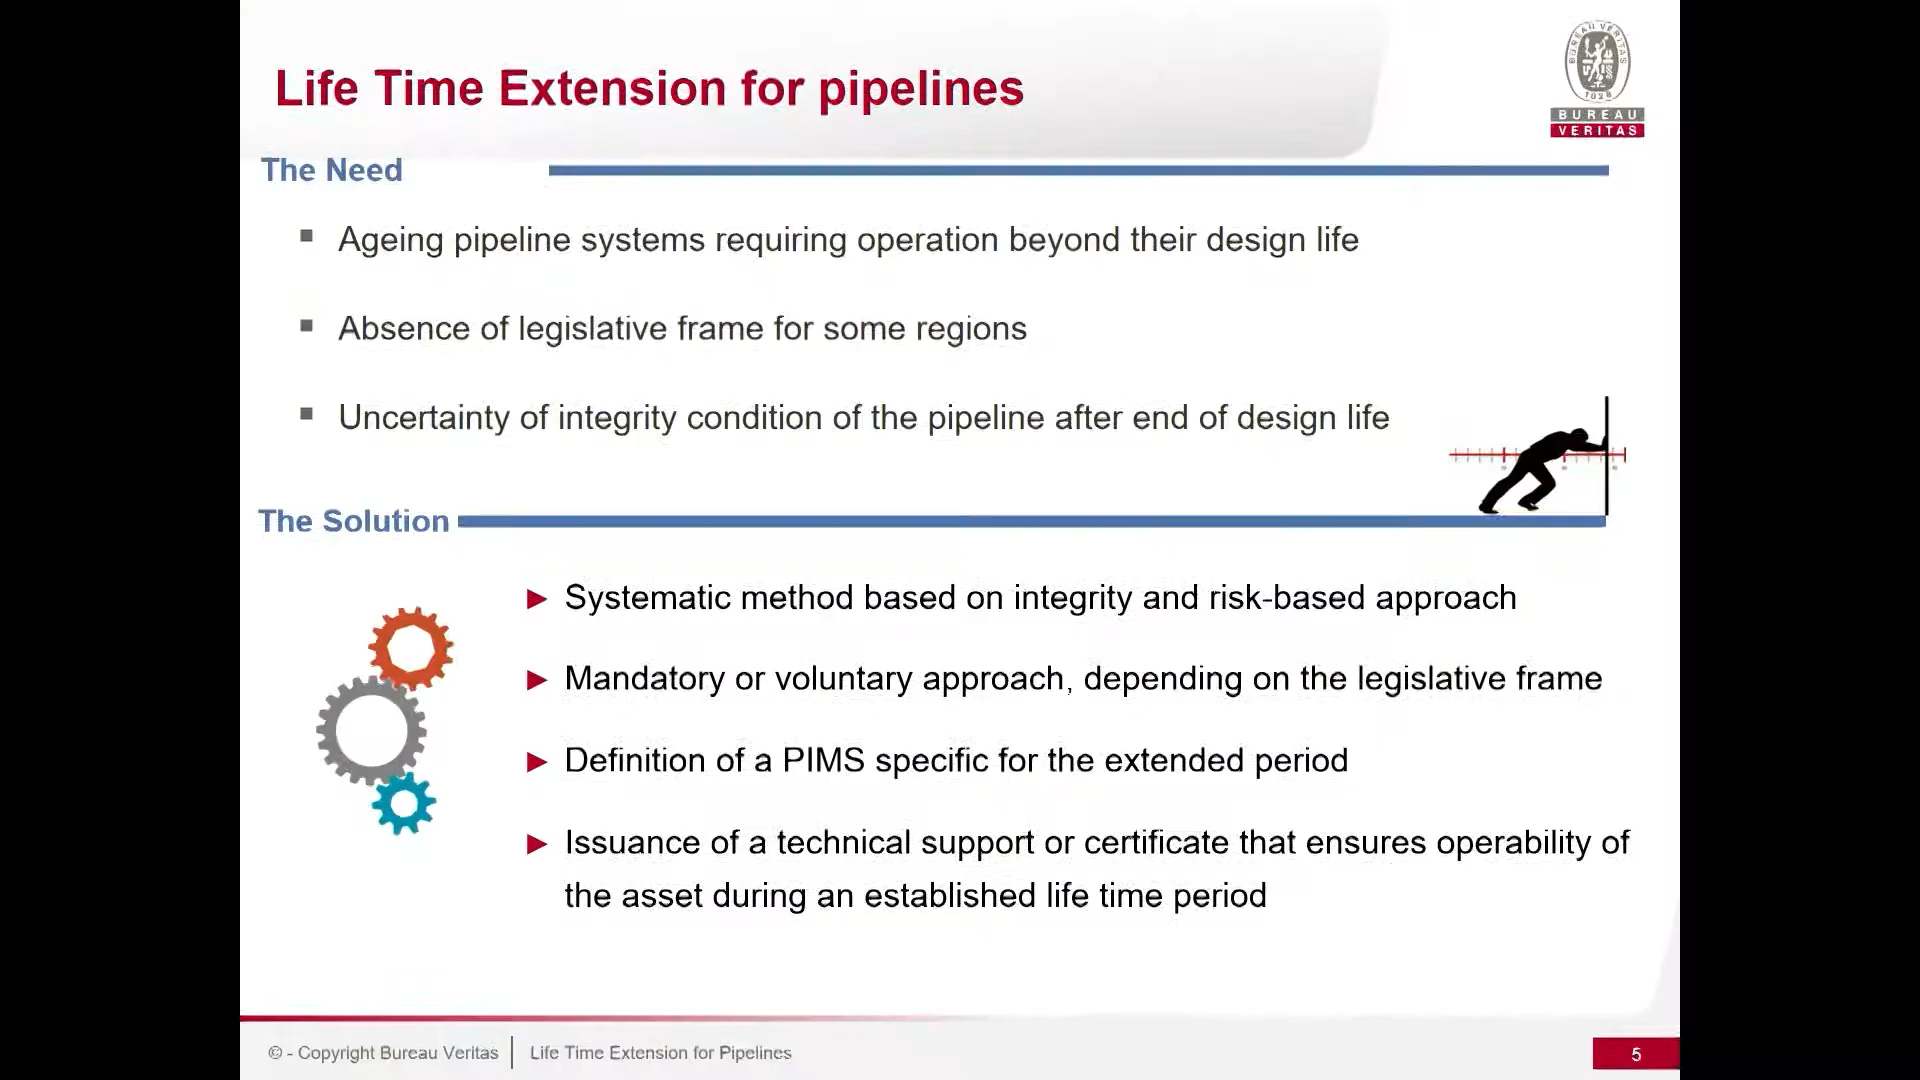 Life Time Extension for pipelines
BUREAU VERITAS
1828
BUREAU
VERITAS
The Need
Ageing pipeline systems requiring operation beyond their design life
Absence of legislative frame for some regions
Uncertainty of integrity condition of the pipeline after end of design life
The Solution
Systematic method based on integrity and risk-based approach
Mandatory or voluntary approach, depending on the legislative frame
Definition of a PIMS specific for the extended period
Issuance of a technical support or certificate that ensures operability of
the asset during an established life time period
© - Copyright Bureau Veritas
Life Time Extension for Pipelines
5